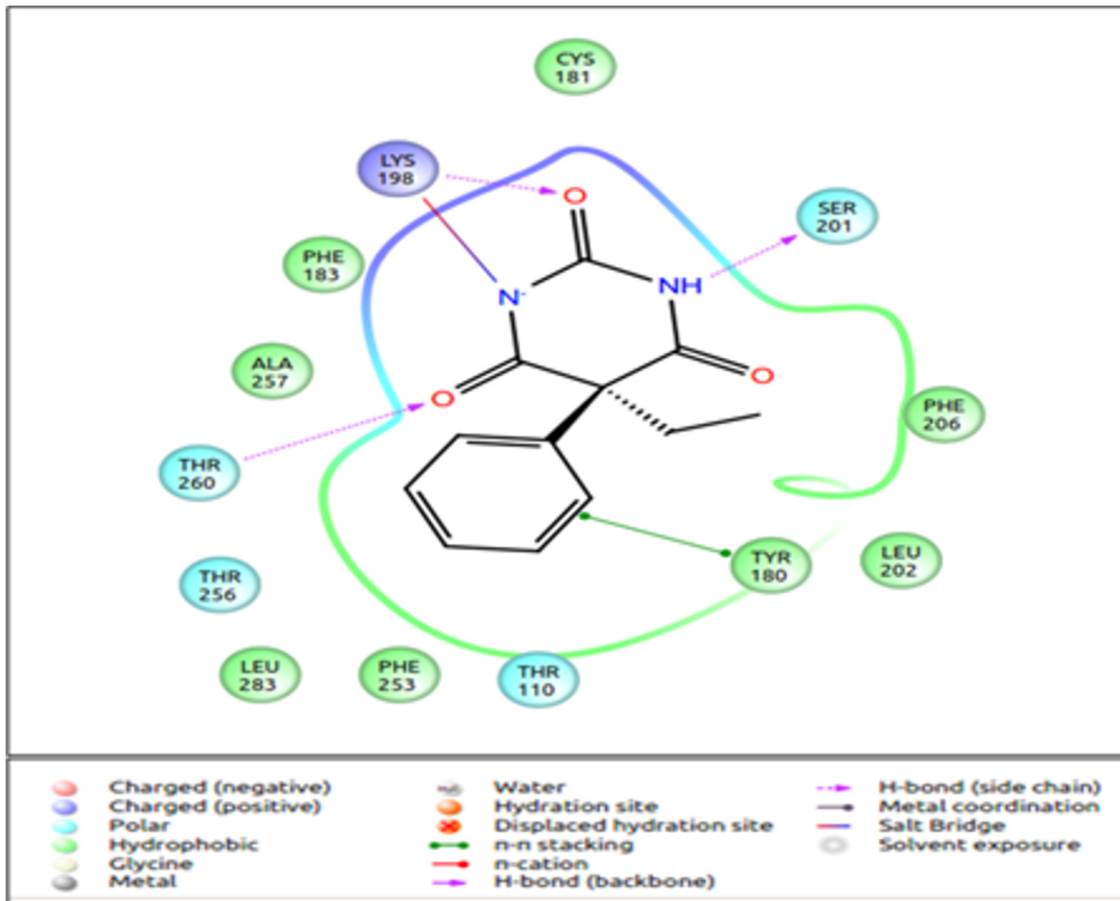 CYS
181
LYS
198
O
SER
201
PHE
183
N-
NH
ALA
257
O
O
PHE
206
THR
260
TYR
180
LEU
202
THR
256
LEU
283
PHE
253
THR
110
Charged (negative)
Charged (positive)
Polar
Hydrophobic
Glycine
Metal
Water
Hydration site
Displaced hydration site
π-π stacking
π-cation
H-bond (backbone)
H-bond (side chain)
Metal coordination
Salt Bridge
Solvent exposure